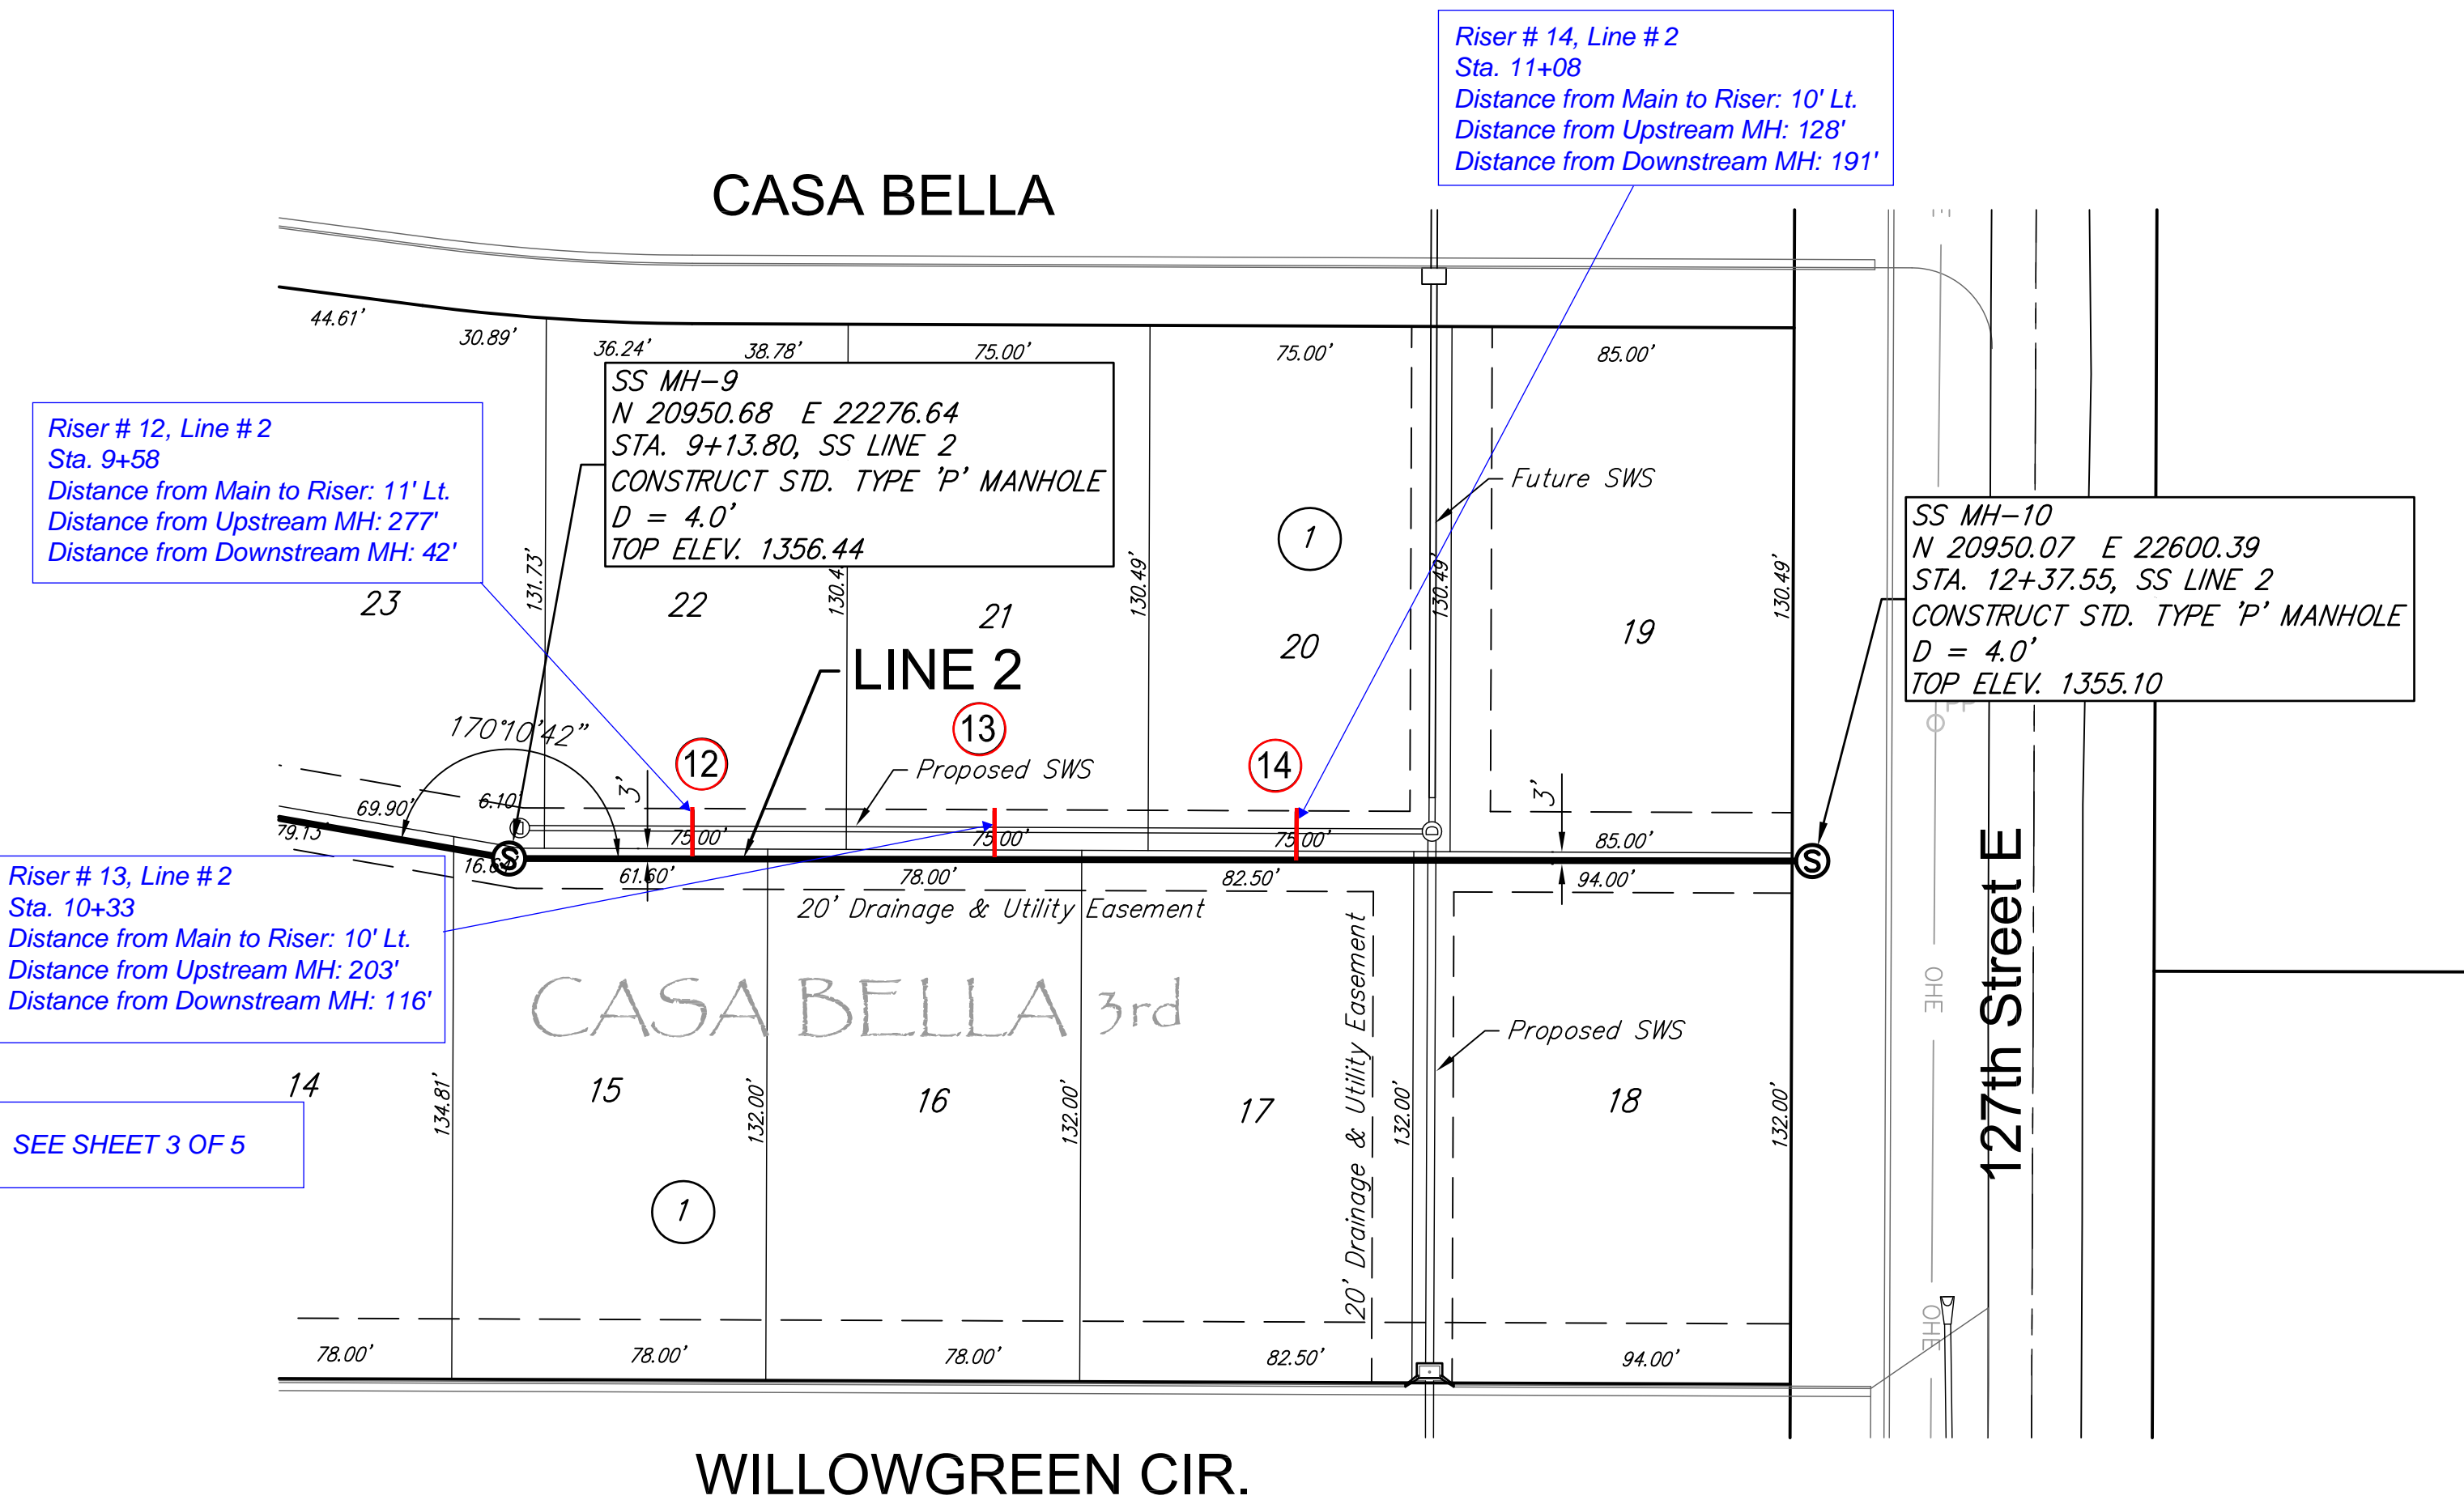 Riser # 14, Line # 2
Sta. 11+08
Distance from Main to Riser: 10' Lt.
Distance from Upstream MH: 128'
Distance from Downstream MH: 191'
CASA BELLA
44.61'
30.89'
36.24'
38.78'
75.00'
75.00'
85.00'
SS MH-9
N 20950.68 E 22276.64
STA. 9+13.80, SS LINE 2
CONSTRUCT STD. TYPE 'P' MANHOLE
D = 4.0'
TOP ELEV. 1356.44
Riser # 12, Line # 2
Sta. 9+58
Distance from Main to Riser: 11' Lt.
Distance from Upstream MH: 277'
Distance from Downstream MH: 42'
Future SWS
1
SS MH-10
N 20950.07 E 22600.39
STA. 12+37.55, SS LINE 2
CONSTRUCT STD. TYPE 'P' MANHOLE
D = 4.0'
TOP ELEV. 1355.10
131.73'
130.49'
130.49'
130.49'
23
22
21
20
19
LINE 2
170°10'42"
12
13
14
Proposed SWS
3'
3'
PP
6.10'
69.90'
79.13'
75.00'
75.00'
75.00'
85.00'
S
S
61.60'
78.00'
82.50'
94.00'
20' Drainage & Utility Easement
Riser # 13, Line # 2
Sta. 10+33
Distance from Main to Riser: 10' Lt.
Distance from Upstream MH: 203'
Distance from Downstream MH: 116'
CASA BELLA 3rd
20' Drainage & Utility Easement
Proposed SWS
OHE
127th Street E
14
15
16
17
18
134.81'
132.00'
132.00'
132.00'
132.00'
SEE SHEET 3 OF 5
1
OHE
78.00'
78.00'
78.00'
82.50'
94.00'
WILLOWGREEN CIR.